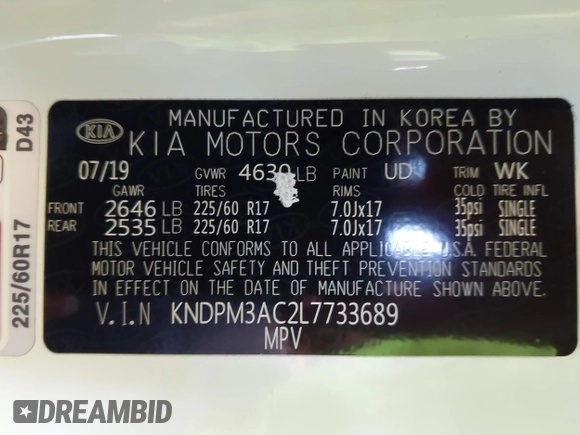 MANUFACTURED IN KOREA BY
KIA KIA MOTORS CORPORATION
07/19 GVWR 4630 LB PAINT UD TRIM WK
GAWR TIRES RIMS COLD TIRE INFL
FRONT 2646 LB 225/60 R17 7.0Jx17 35psi SINGLE
REAR 2535 LB 225/60 R17 7.0Jx17 35psi SINGLE
THIS VEHICLE CONFORMS TO ALL APPLICABLE U.S.A. FEDERAL
MOTOR VEHICLE SAFETY AND THEFT PREVENTION STANDARDS
IN EFFECT ON THE DATE OF MANUFACTURE SHOWN ABOVE.
V.I.N KNDPM3AC2L7733689
MPV
D43
225/60R17
DREAMBID